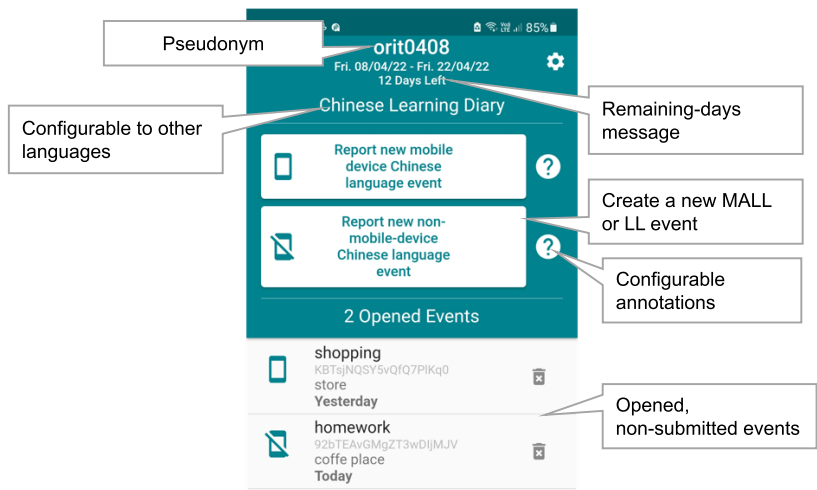 85%
Pseudonym
orit0408
Fri. 08/04/22 - Fri. 22/04/22
12 Days Left
Chinese Learning Diary
Configurable to other
languages
Remaining-days
message
Report new mobile
device Chinese
language event
Create a new MALL
or LL event
Report new non-
mobile-device
Chinese language
event
Configurable
annotations
2 Opened Events
shopping
KBTsjNQSY5vQfQ7PlKq0
store
Yesterday
Opened,
non-submitted events
homework
92bTEAvGMgZT3wDIjMJV
coffe place
Today